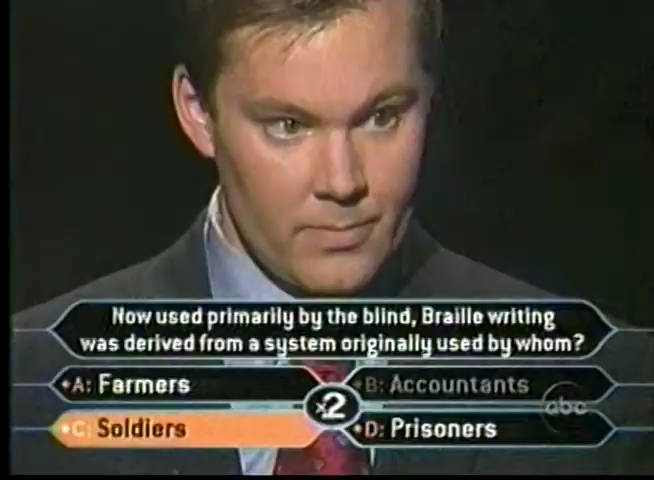 Now used primarily by the blind, Braille writing
was derived from a system originally used by whom?
•A: Farmers
•B: Accountants
•C: Soldiers
•D: Prisoners
x2
abc